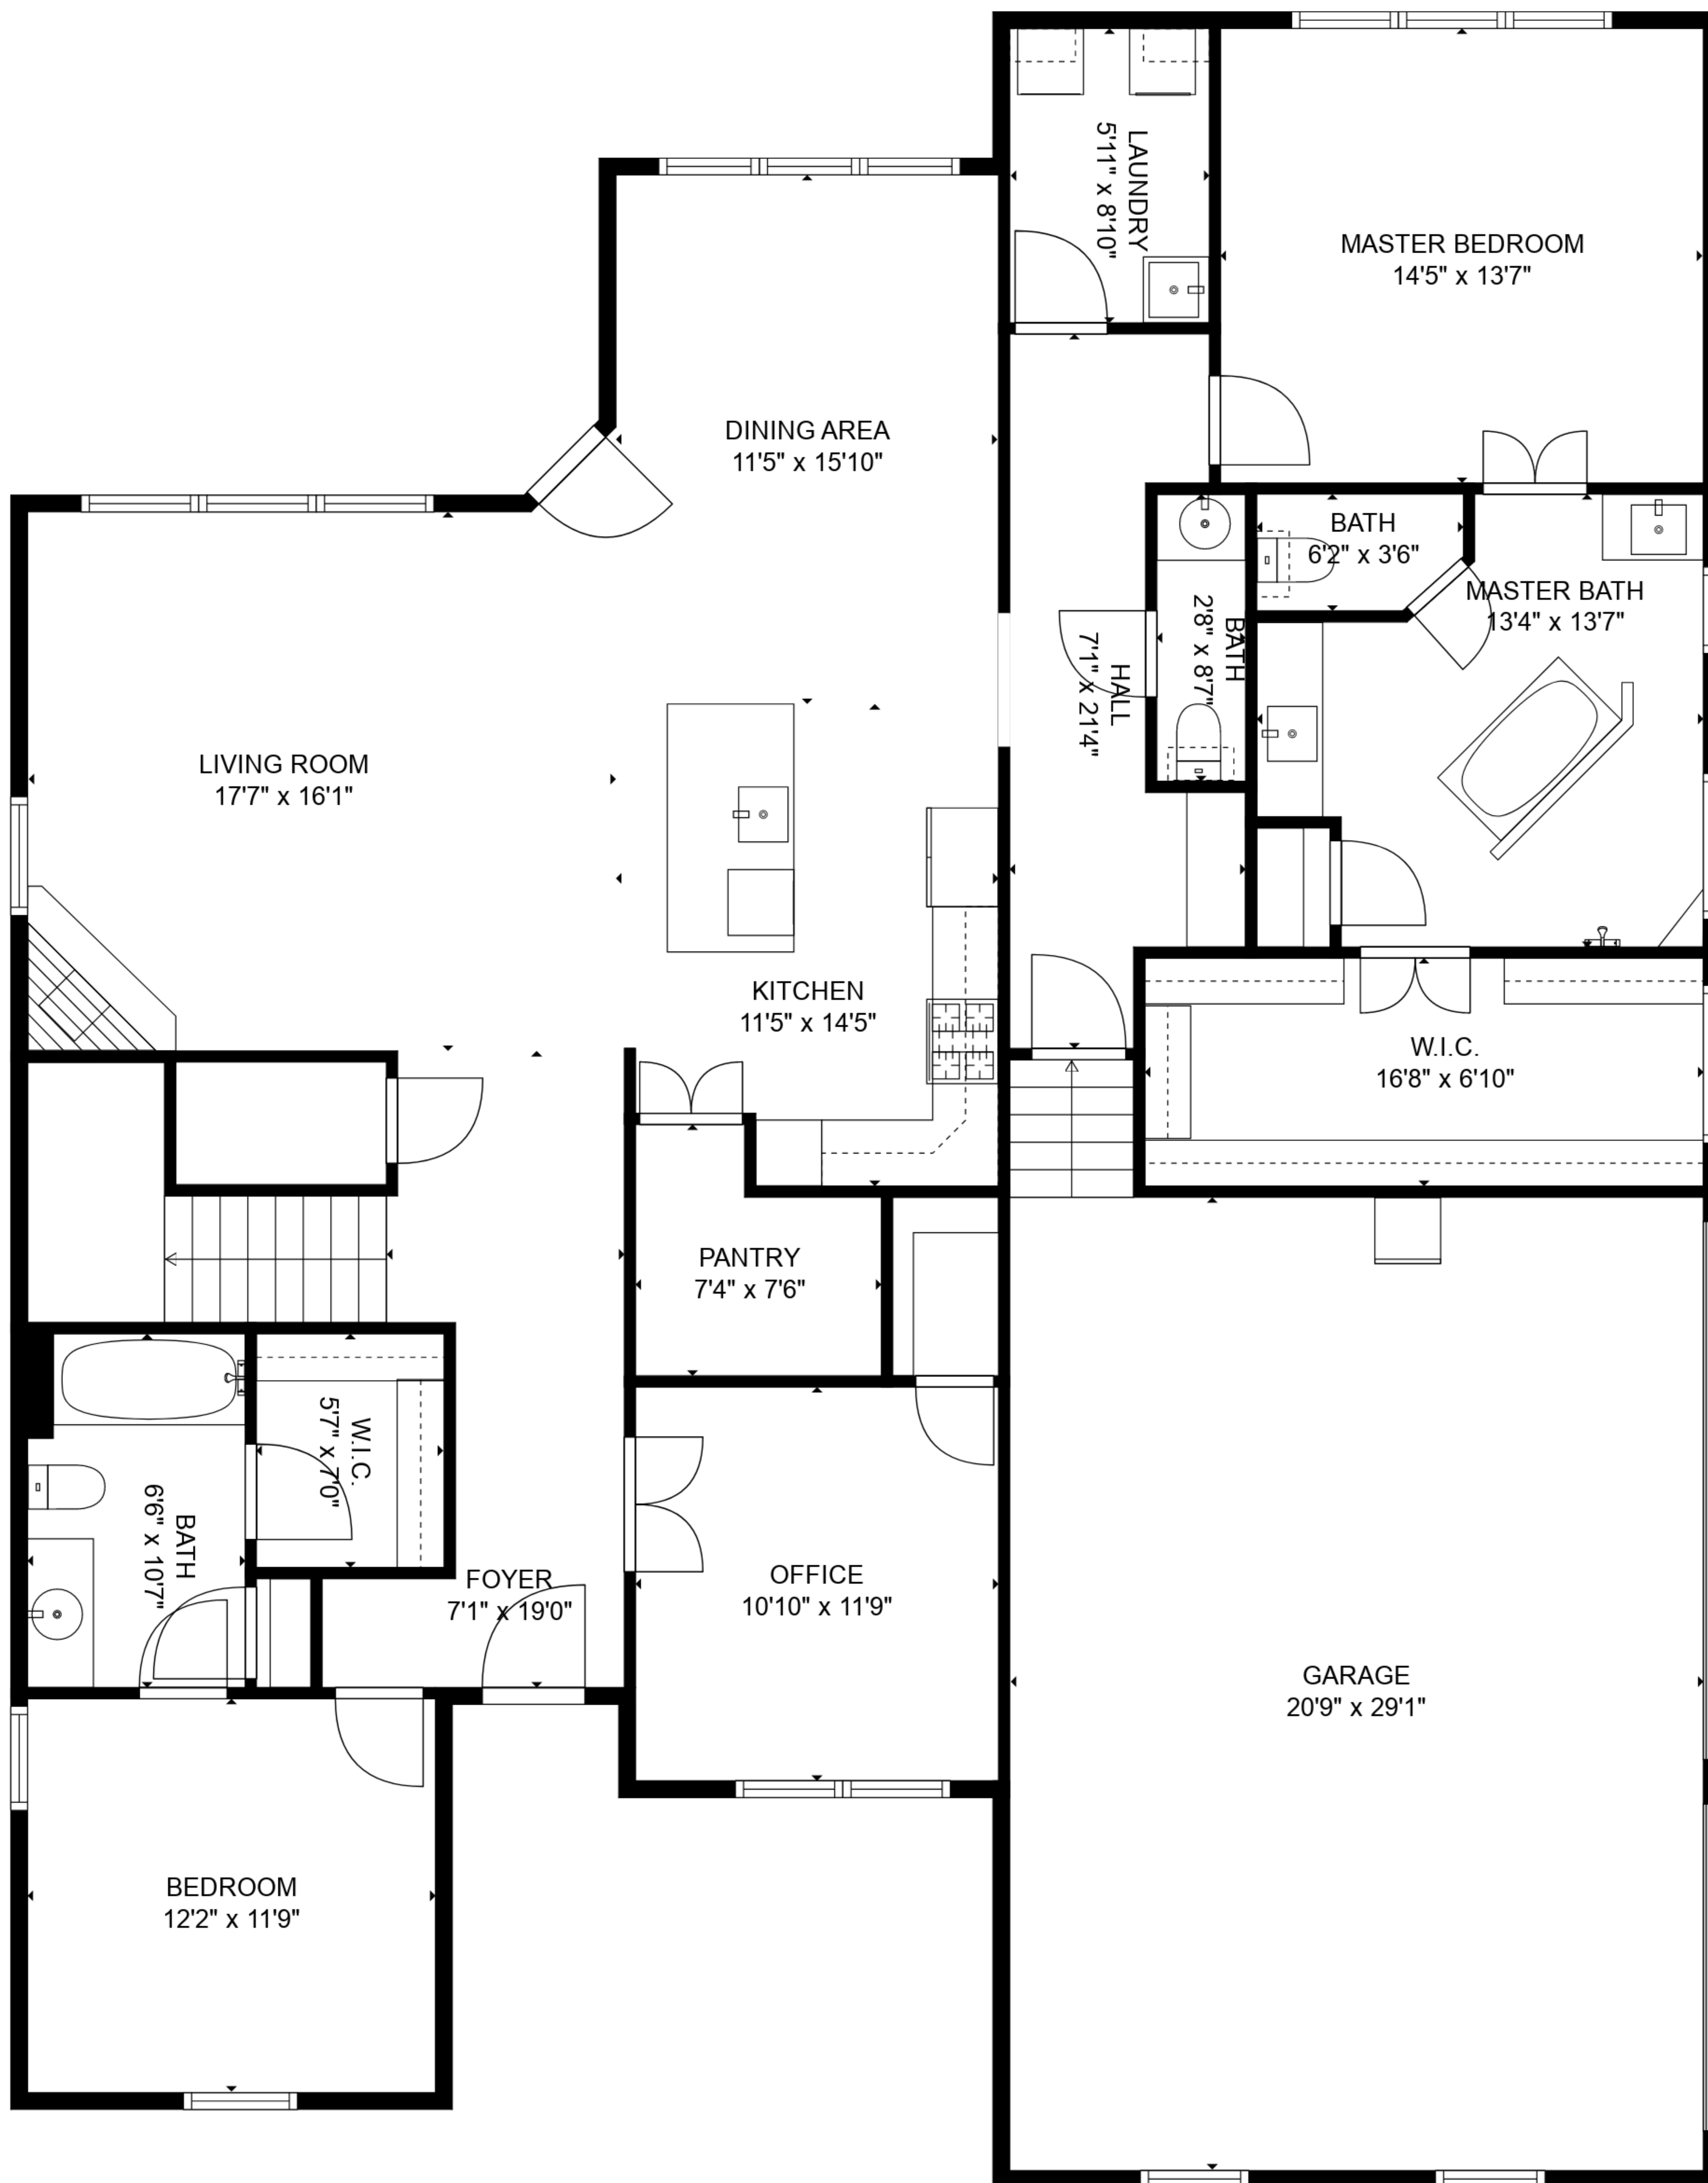 LAUNDRY
5'11" x 8'10"
MASTER BEDROOM
14'5" x 13'7"
DINING AREA
11'5" x 15'10"
BATH
6'2" x 3'6"
MASTER BATH
13'4" x 13'7"
BATH
2'8" x 8'7"
HALL
7'1" x 21'4"
LIVING ROOM
17'7" x 16'1"
KITCHEN
11'5" x 14'5"
W.I.C.
16'8" x 6'10"
PANTRY
7'4" x 7'6"
W.I.C.
5'7" x 7'0"
BATH
6'6" x 10'7"
FOYER
7'1" x 19'0"
OFFICE
10'10" x 11'9"
GARAGE
20'9" x 29'1"
BEDROOM
12'2" x 11'9"